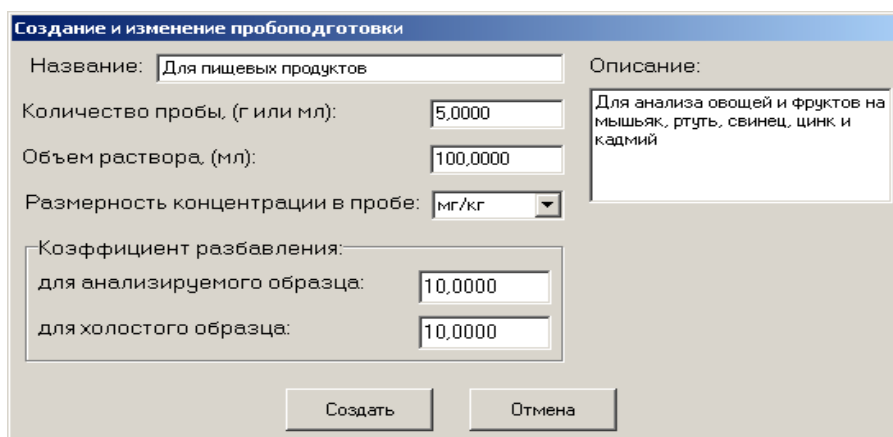 Создание и изменение пробоподготовки
Название: Для пищевых продуктов
Количество пробы, (г или мл): 5,0000
Объем раствора, (мл): 100,0000
Размерность концентрации в пробе: мг/кг
Коэффициент разбавления:
для анализируемого образца: 10,0000
для холостого образца: 10,0000
Описание:
Для анализа овощей и фруктов на
мышьяк, ртуть, свинец, цинк и
кадмий
Создать Отмена